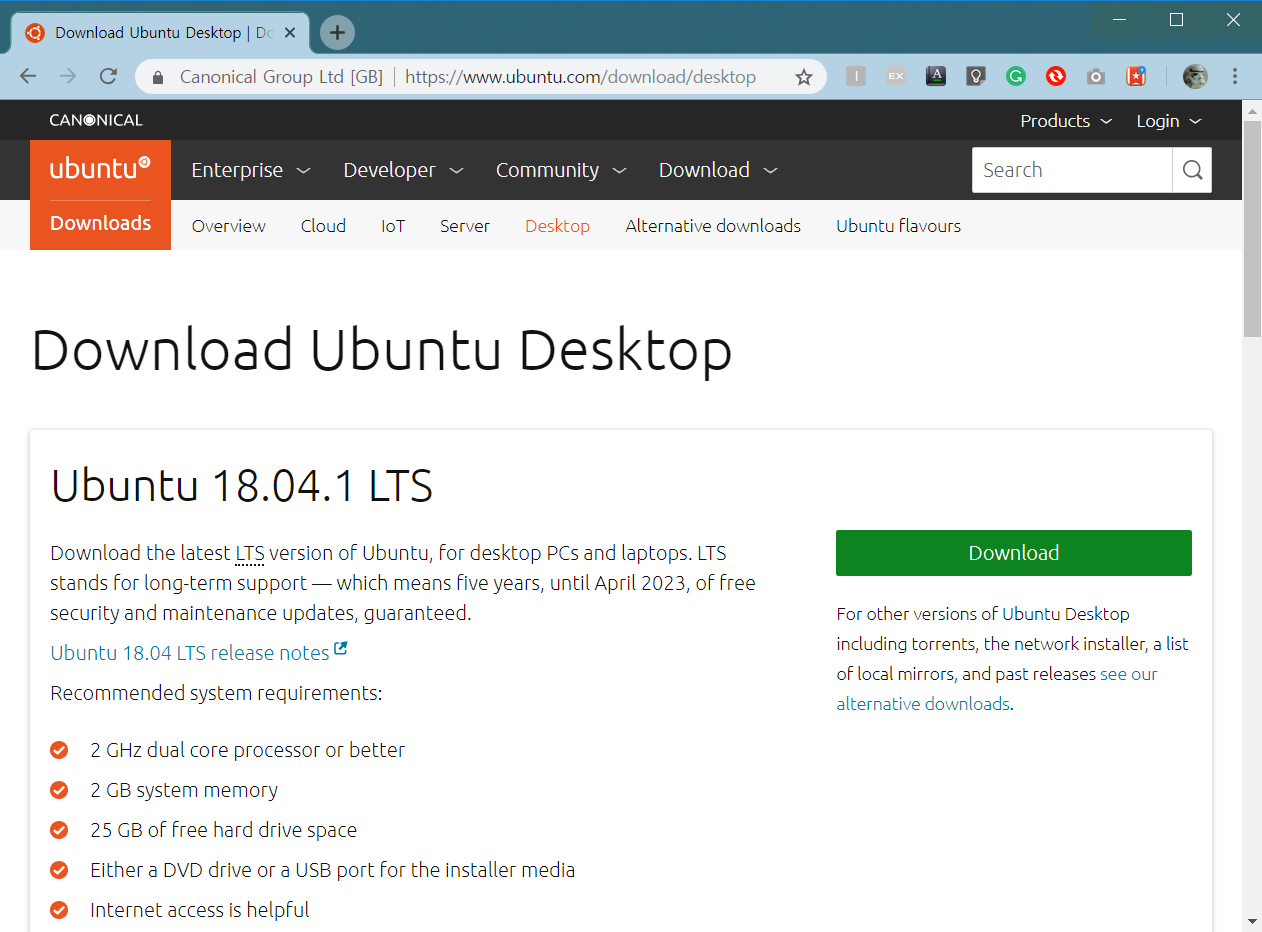 Download Ubuntu Desktop | Do
Canonical Group Ltd [GB] | https://www.ubuntu.com/download/desktop
EX
A
G
CANONICAL
Products
Login
ubuntu
Enterprise
Developer
Community
Download
Search
Downloads
Overview
Cloud
IoT
Server
Desktop
Alternative downloads
Ubuntu flavours
Download Ubuntu Desktop
Ubuntu 18.04.1 LTS
Download the latest LTS version of Ubuntu, for desktop PCs and laptops. LTS
stands for long-term support — which means five years, until April 2023, of free
security and maintenance updates, guaranteed.
Ubuntu 18.04 LTS release notes
Recommended system requirements:
2 GHz dual core processor or better
2 GB system memory
25 GB of free hard drive space
Either a DVD drive or a USB port for the installer media
Internet access is helpful
Download
For other versions of Ubuntu Desktop
including torrents, the network installer, a list
of local mirrors, and past releases see our
alternative downloads.